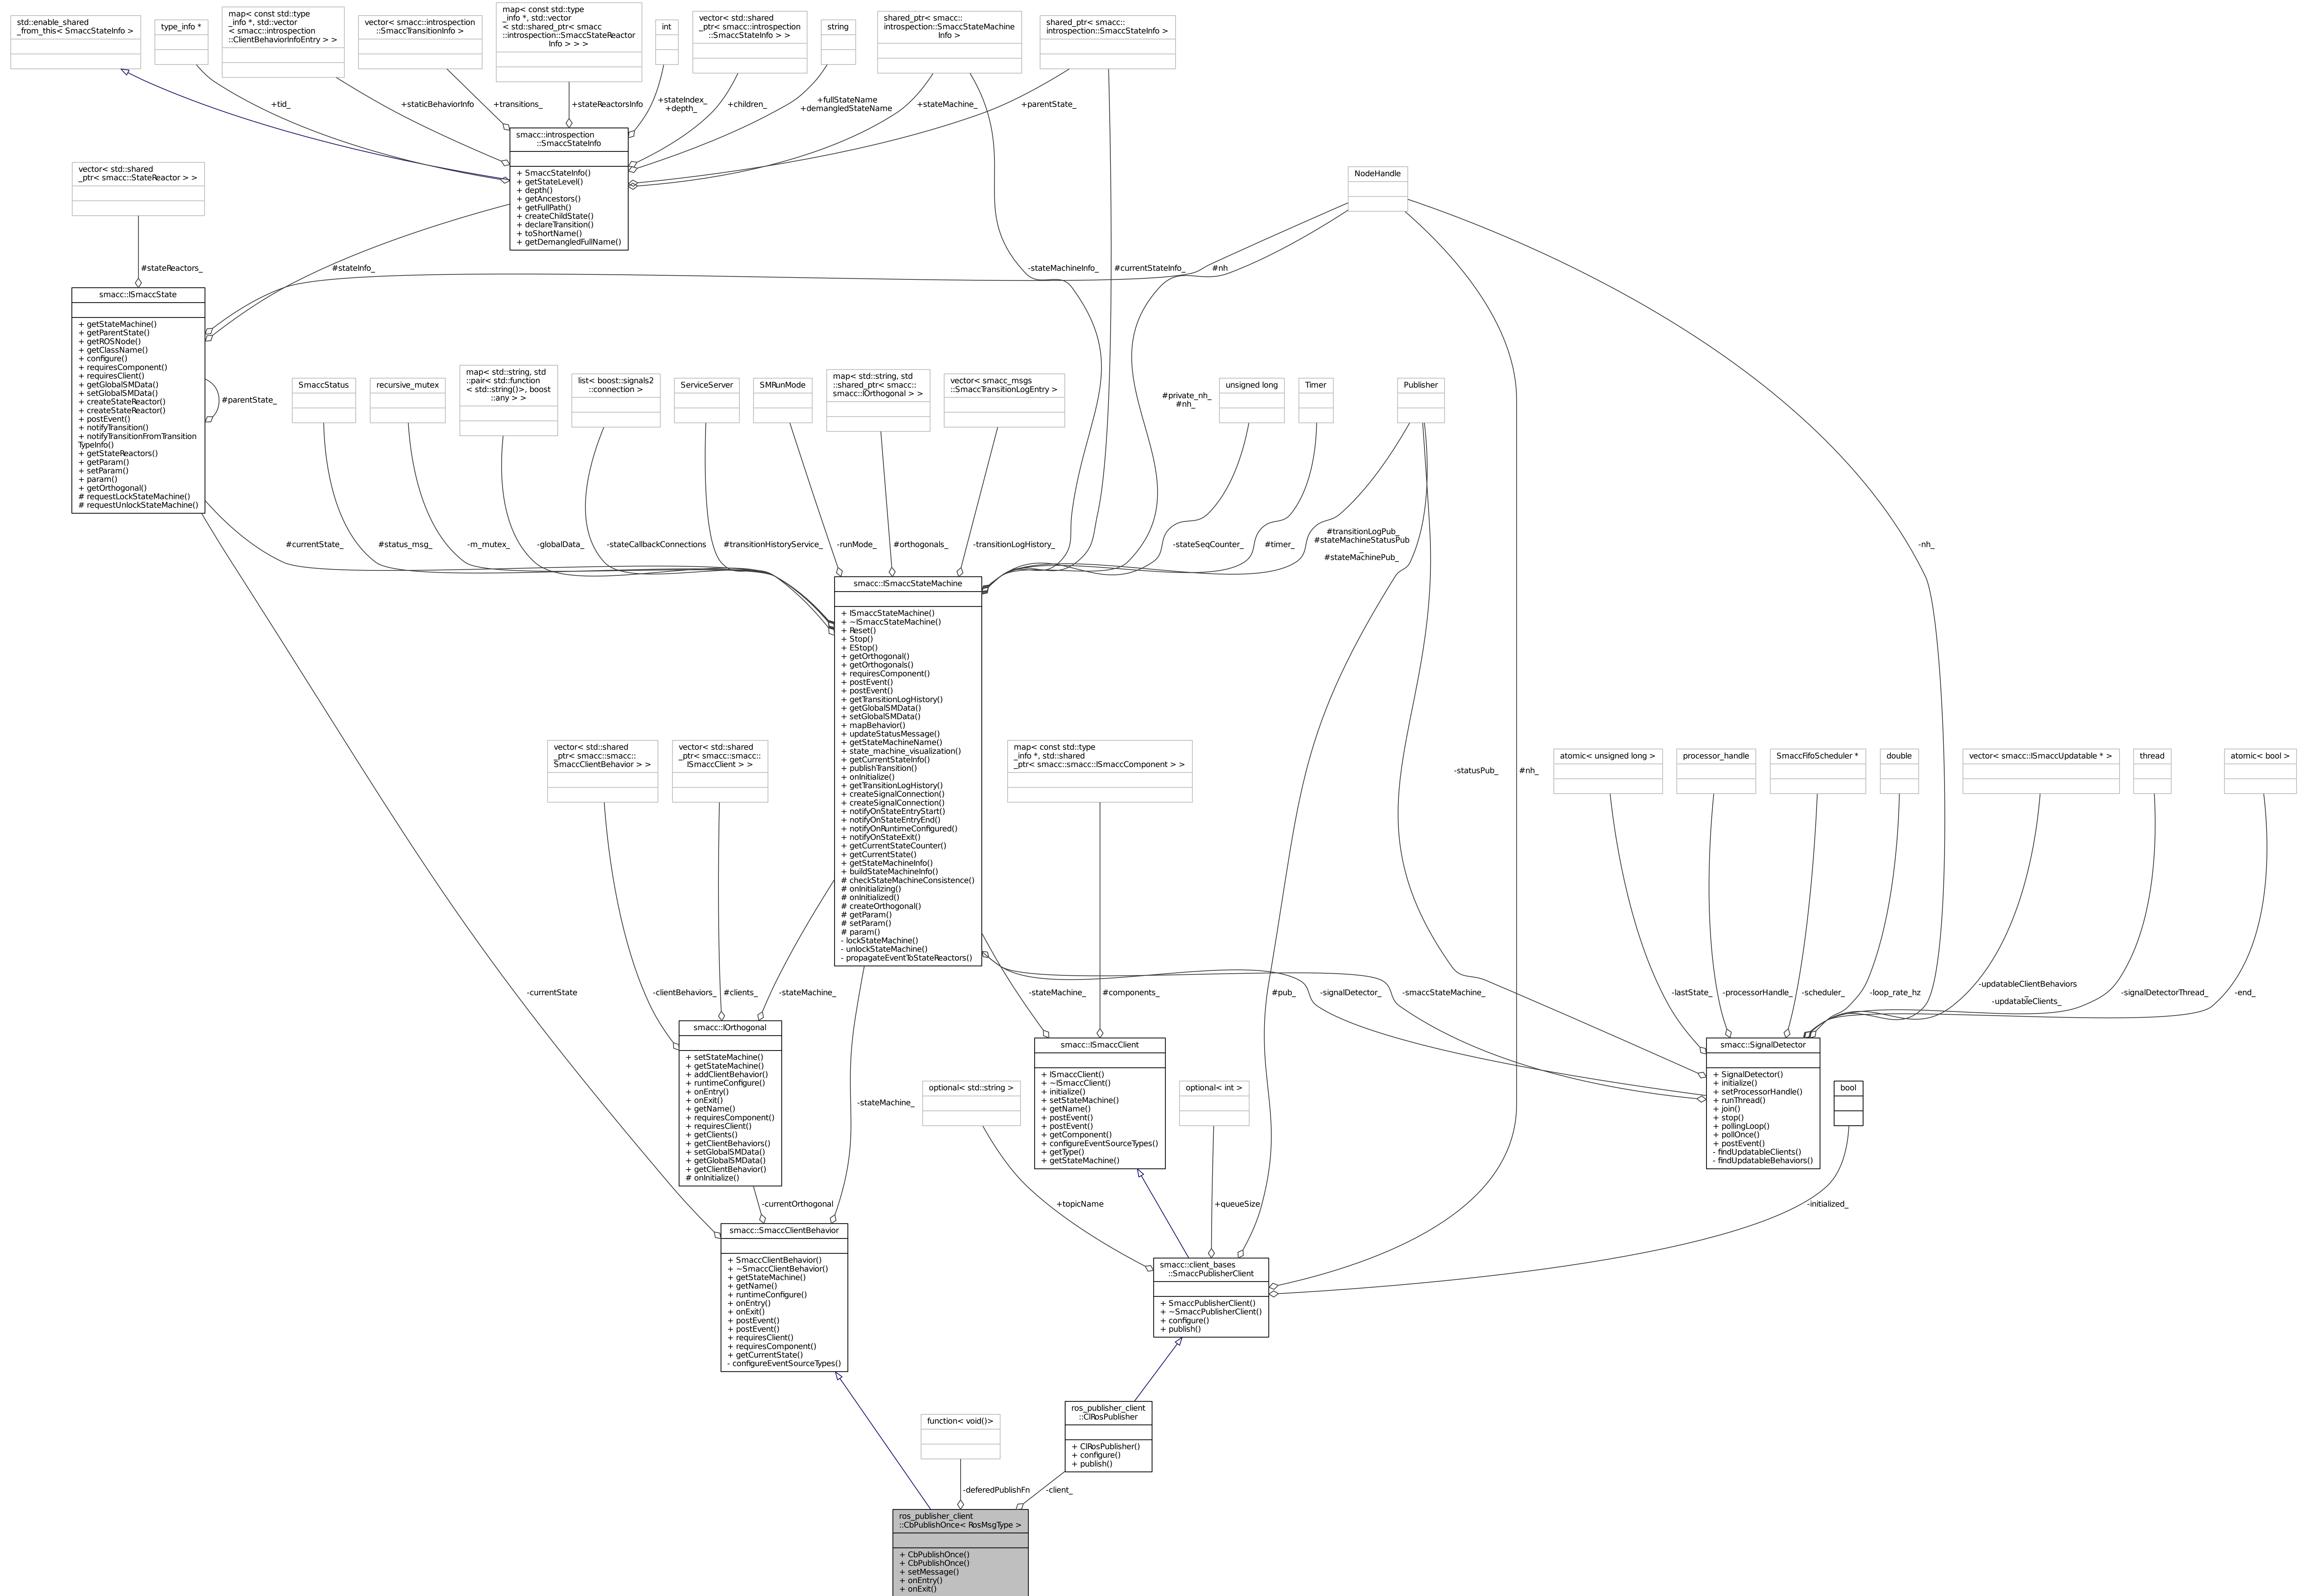 std::enable_shared
_from_this< SmaccStateInfo >
type_info *
map< const std::type
_info *, std::vector
< smacc::introspection
::ClientBehaviorInfoEntry > >
vector< smacc::introspection
::SmaccTransitionInfo >
map< const std::type
_info *, std::vector
< std::shared_ptr< smacc
::introspection::SmaccStateReactor
Info > > >
int
vector< std::shared
_ptr< smacc::introspection
::SmaccStateInfo > >
string
shared_ptr< smacc::
introspection::SmaccStateMachine
Info >
shared_ptr< smacc::
introspection::SmaccStateInfo >
+tid_
+staticBehaviorInfo
+transitions_
+stateReactorsInfo
+stateIndex_
+depth_
+children_
+fullStateName
+demangledStateName
+stateMachine_
+parentState_
smacc::introspection
::SmaccStateInfo
+ SmaccStateInfo()
+ getStateLevel()
+ depth()
+ getAncestors()
+ getFullPath()
+ createChildState()
+ declareTransition()
+ toShortName()
+ getDemangledFullName()
vector< std::shared
_ptr< smacc::StateReactor > >
NodeHandle
#stateReactors_
#stateInfo_
-stateMachineInfo_
#currentStateInfo_
#nh
smacc::ISmaccState
+ getStateMachine()
+ getParentState()
+ getROSNode()
+ getClassName()
+ configure()
+ requiresComponent()
+ requiresClient()
+ getGlobalSMData()
+ setGlobalSMData()
+ createStateReactor()
+ createStateReactor()
+ postEvent()
+ notifyTransition()
+ notifyTransitionFromTransition
TypeInfo()
+ getStateReactors()
+ getParam()
+ setParam()
+ param()
+ getOrthogonal()
# requestLockStateMachine()
# requestUnlockStateMachine()
#parentState_
SmaccStatus
recursive_mutex
map< std::string, std
::pair< std::function
< std::string()>, boost
::any > >
list< boost::signals2
::connection >
ServiceServer
SMRunMode
map< std::string, std
::shared_ptr< smacc::
smacc::IOrthogonal > >
vector< smacc_msgs
::SmaccTransitionLogEntry >
#private_nh_
#nh_
unsigned long
Timer
Publisher
#currentState_
#status_msg_
-m_mutex_
-globalData_
-stateCallbackConnections
#transitionHistoryService_
-runMode_
#orthogonals_
-transitionLogHistory_
-stateSeqCounter_
#timer_
#transitionLogPub_
#stateMachineStatusPub
_
#stateMachinePub_
-nh_
smacc::ISmaccStateMachine
+ ISmaccStateMachine()
+ ~ISmaccStateMachine()
+ Reset()
+ Stop()
+ EStop()
+ getOrthogonal()
+ getOrthogonals()
+ requiresComponent()
+ postEvent()
+ postEvent()
+ getTransitionLogHistory()
+ getGlobalSMData()
+ setGlobalSMData()
+ mapBehavior()
+ updateStatusMessage()
+ getStateMachineName()
+ state_machine_visualization()
+ getCurrentStateInfo()
+ publishTransition()
+ onInitialize()
+ getTransitionLogHistory()
+ createSignalConnection()
+ createSignalConnection()
+ notifyOnStateEntryStart()
+ notifyOnStateEntryEnd()
+ notifyOnRuntimeConfigured()
+ notifyOnStateExit()
+ getCurrentStateCounter()
+ getCurrentState()
+ getStateMachineInfo()
+ buildStateMachineInfo()
# checkStateMachineConsistence()
# onInitializing()
# onInitialized()
# createOrthogonal()
# getParam()
# setParam()
# param()
- lockStateMachine()
- unlockStateMachine()
- propagateEventToStateReactors()
vector< std::shared
_ptr< smacc::smacc::
SmaccClientBehavior > >
vector< std::shared
_ptr< smacc::smacc::
ISmaccClient > >
map< const std::type
_info *, std::shared
_ptr< smacc::smacc::ISmaccComponent > >
-statusPub_
#nh_
atomic< unsigned long >
processor_handle
SmaccFifoScheduler *
double
vector< smacc::ISmaccUpdatable * >
thread
atomic< bool >
-currentState
-clientBehaviors_
#clients_
-stateMachine_
-stateMachine_
#components_
#pub_
-signalDetector_
-smaccStateMachine_
-lastState_
-processorHandle_
-scheduler_
-loop_rate_hz
-updatableClientBehaviors
_
-updatableClients_
-signalDetectorThread_
-end_
smacc::IOrthogonal
+ setStateMachine()
+ getStateMachine()
+ addClientBehavior()
+ runtimeConfigure()
+ onEntry()
+ onExit()
+ getName()
+ requiresComponent()
+ requiresClient()
+ getClients()
+ getClientBehaviors()
+ setGlobalSMData()
+ getGlobalSMData()
+ getClientBehavior()
# onInitialize()
-stateMachine_
smacc::ISmaccClient
+ ISmaccClient()
+ ~ISmaccClient()
+ initialize()
+ setStateMachine()
+ getName()
+ postEvent()
+ postEvent()
+ getComponent()
+ configureEventSourceTypes()
+ getType()
+ getStateMachine()
optional< std::string >
optional< int >
smacc::SignalDetector
+ SignalDetector()
+ initialize()
+ setProcessorHandle()
+ runThread()
+ join()
+ stop()
+ pollingLoop()
+ pollOnce()
+ postEvent()
- findUpdatableClients()
- findUpdatableBehaviors()
bool
-currentOrthogonal
+topicName
+queueSize
-initialized_
smacc::SmaccClientBehavior
+ SmaccClientBehavior()
+ ~SmaccClientBehavior()
+ getStateMachine()
+ getName()
+ runtimeConfigure()
+ onEntry()
+ onExit()
+ postEvent()
+ postEvent()
+ requiresClient()
+ requiresComponent()
+ getCurrentState()
- configureEventSourceTypes()
smacc::client_bases
::SmaccPublisherClient
+ SmaccPublisherClient()
+ ~SmaccPublisherClient()
+ configure()
+ publish()
function< void()>
ros_publisher_client
::ClRosPublisher
+ ClRosPublisher()
+ configure()
+ publish()
-deferedPublishFn
-client_
ros_publisher_client
::CbPublishOnce< RosMsgType >
+ CbPublishOnce()
+ CbPublishOnce()
+ setMessage()
+ onEntry()
+ onExit()